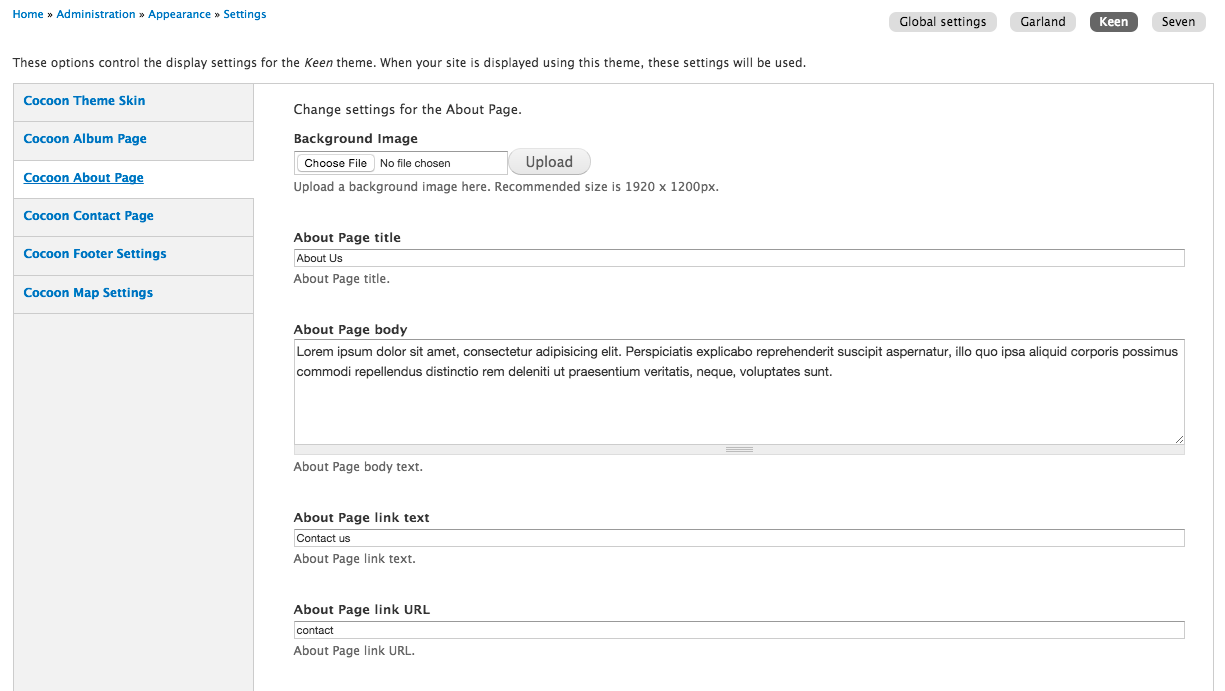 Home » Administration » Appearance » Settings
Global settings
Garland
Keen
Seven
These options control the display settings for the Keen theme. When your site is displayed using this theme, these settings will be used.
Cocoon Theme Skin
Cocoon Album Page
Cocoon About Page
Cocoon Contact Page
Cocoon Footer Settings
Cocoon Map Settings
Change settings for the About Page.
Background Image
Choose File No file chosen Upload
Upload a background image here. Recommended size is 1920 x 1200px.
About Page title
About Us
About Page title.
About Page body
Lorem ipsum dolor sit amet, consectetur adipisicing elit. Perspiciatis explicabo reprehenderit suscipit aspernatur, illo quo ipsa aliquid corporis possimus
commodi repellendus distinctio rem deleniti ut praesentium veritatis, neque, voluptates sunt.
About Page body text.
About Page link text
Contact us
About Page link text.
About Page link URL
contact
About Page link URL.